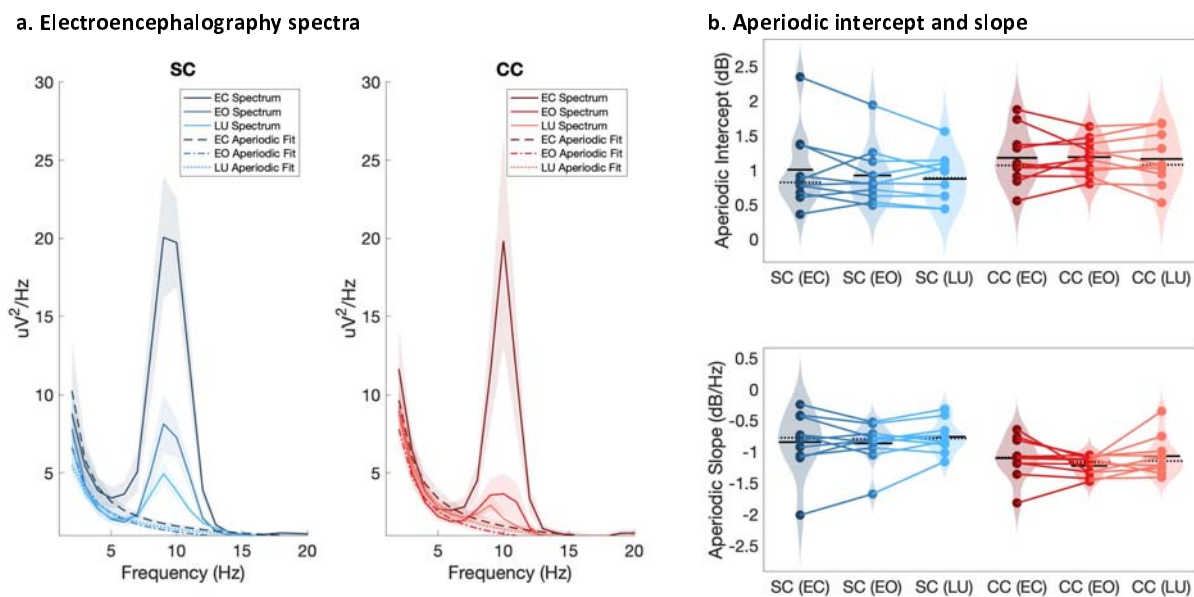 a. Electroencephalography spectra
SC
30
25
20
15
10
5
uV²/Hz
5 10 15 20
Frequency (Hz)
EC Spectrum
EO Spectrum
LU Spectrum
EC Aperiodic Fit
EO Aperiodic Fit
LU Aperiodic Fit
CC
30
25
20
15
10
5
uV²/Hz
5 10 15 20
Frequency (Hz)
EC Spectrum
EO Spectrum
LU Spectrum
EC Aperiodic Fit
EO Aperiodic Fit
LU Aperiodic Fit
b. Aperiodic intercept and slope
Aperiodic Intercept (dB)
2.5
2
1.5
1
0.5
0
SC (EC) SC (EO) SC (LU) CC (EC) CC (EO) CC (LU)
Aperiodic Slope (dB/Hz)
0.5
0
-0.5
-1
-1.5
-2
-2.5
SC (EC) SC (EO) SC (LU) CC (EC) CC (EO) CC (LU)